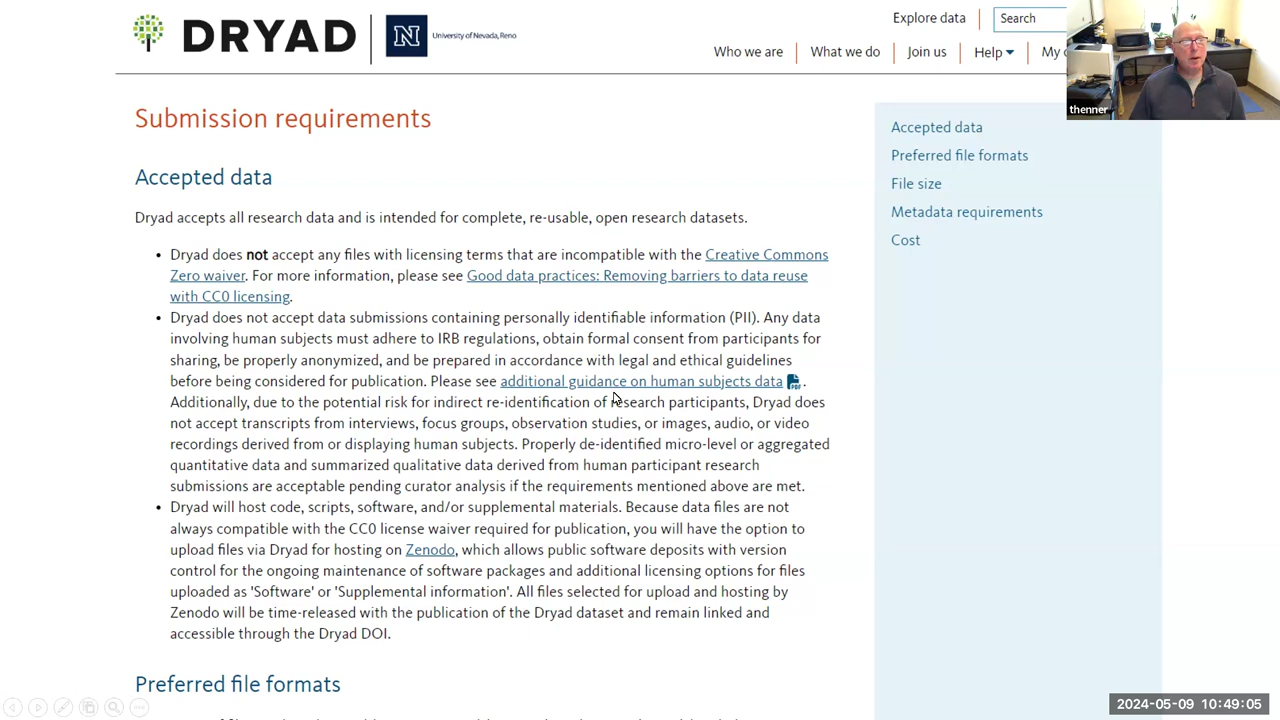 DRYAD
N
University of Nevada, Reno
Explore data
Search
Who we are
What we do
Join us
Help
My
thenner
Submission requirements
Accepted data
Dryad accepts all research data and is intended for complete, re-usable, open research datasets.
• Dryad does not accept any files with licensing terms that are incompatible with the Creative Commons
Zero waiver. For more information, please see Good data practices: Removing barriers to data reuse
with CC0 licensing.
• Dryad does not accept data submissions containing personally identifiable information (PII). Any data
involving human subjects must adhere to IRB regulations, obtain formal consent from participants for
sharing, be properly anonymized, and be prepared in accordance with legal and ethical guidelines
before being considered for publication. Please see additional guidance on human subjects data PDF.
Additionally, due to the potential risk for indirect re-identification of research participants, Dryad does
not accept transcripts from interviews, focus groups, observation studies, or images, audio, or video
recordings derived from or displaying human subjects. Properly de-identified micro-level or aggregated
quantitative data and summarized qualitative data derived from human participant research
submissions are acceptable pending curator analysis if the requirements mentioned above are met.
• Dryad will host code, scripts, software, and/or supplemental materials. Because data files are not
always compatible with the CC0 license waiver required for publication, you will have the option to
upload files via Dryad for hosting on Zenodo, which allows public software deposits with version
control for the ongoing maintenance of software packages and additional licensing options for files
uploaded as 'Software' or 'Supplemental information'. All files selected for upload and hosting by
Zenodo will be time-released with the publication of the Dryad dataset and remain linked and
accessible through the Dryad DOI.
Preferred file formats
Accepted data
Preferred file formats
File size
Metadata requirements
Cost
2024-05-09 10:49:05